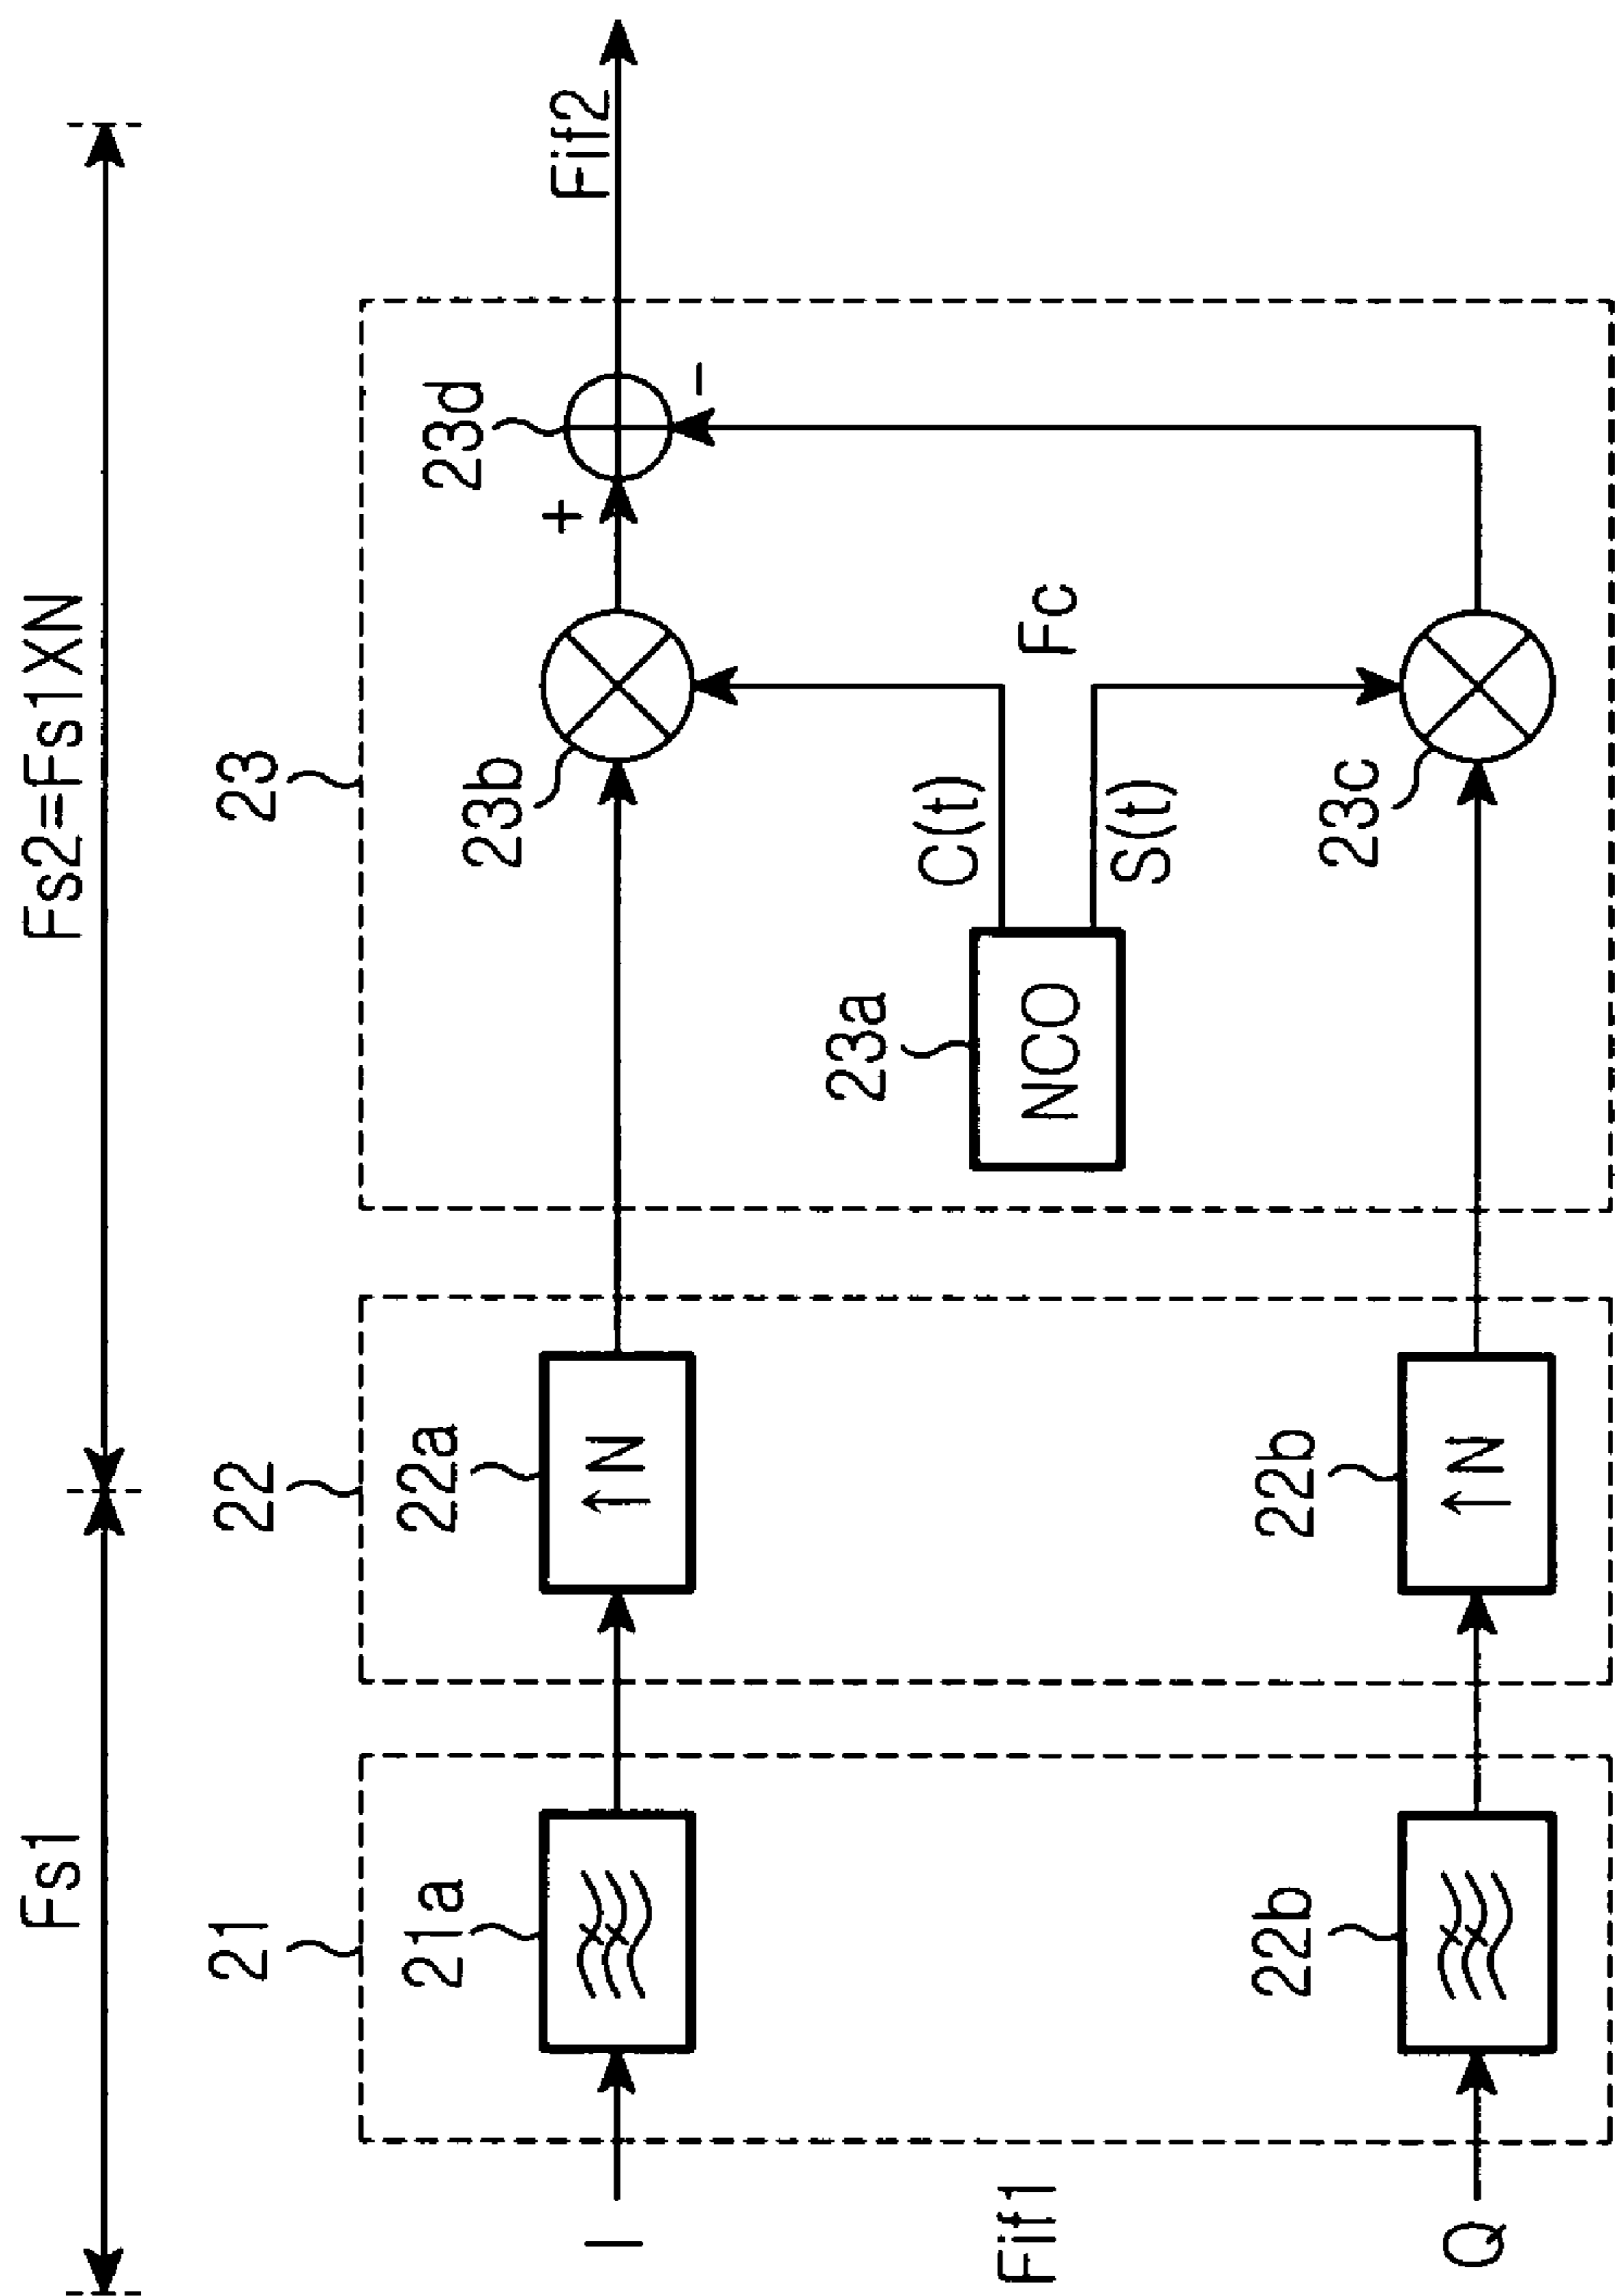 Fs1
Fs2=Fs1XN
21
22
23
21a
22a
23b
23d
I
↑N
+
Fif2
-
C(t)
Fif1
23a
NCO
Fc
S(t)
22b
22b
23c
Q
↑N